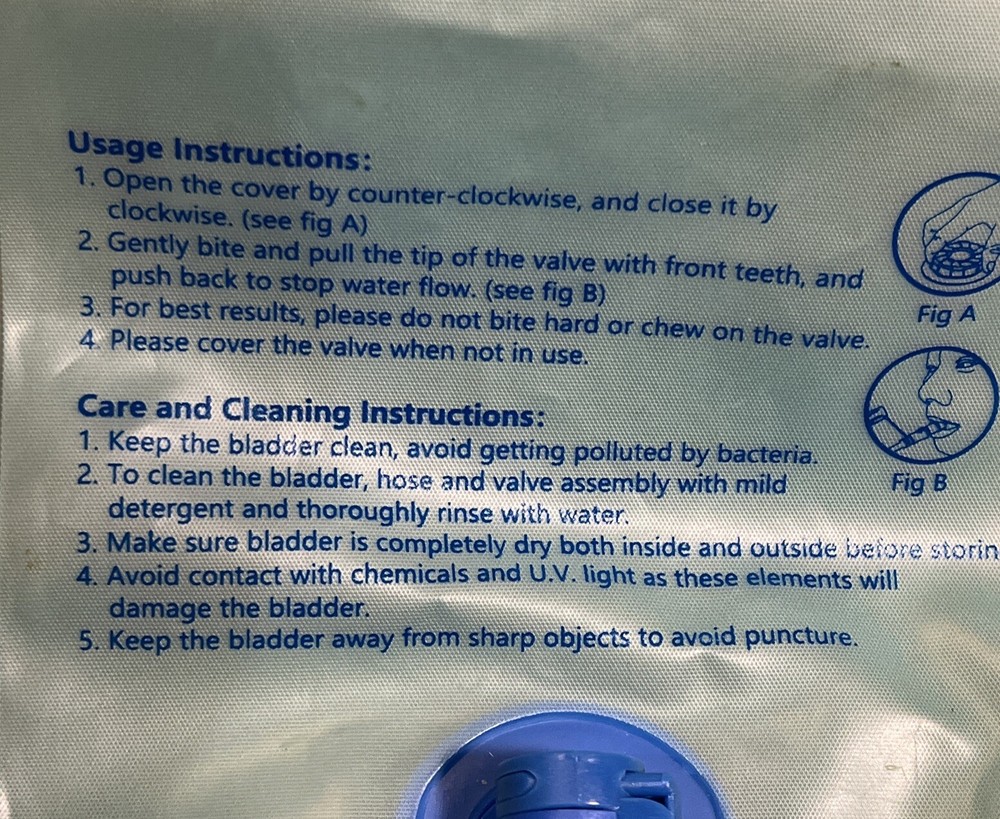 Usage Instructions:
1. Open the cover by counter-clockwise, and close it by
clockwise. (see fig A)
2. Gently bite and pull the tip of the valve with front teeth, and
push back to stop water flow. (see fig B)
3. For best results, please do not bite hard or chew on the valve.
4. Please cover the valve when not in use.
Fig A
Care and Cleaning Instructions:
1. Keep the bladder clean, avoid getting polluted by bacteria.
2. To clean the bladder, hose and valve assembly with mild
detergent and thoroughly rinse with water.
Fig B
3. Make sure bladder is completely dry both inside and outside before storin
4. Avoid contact with chemicals and U.V. light as these elements will
damage the bladder.
5. Keep the bladder away from sharp objects to avoid puncture.